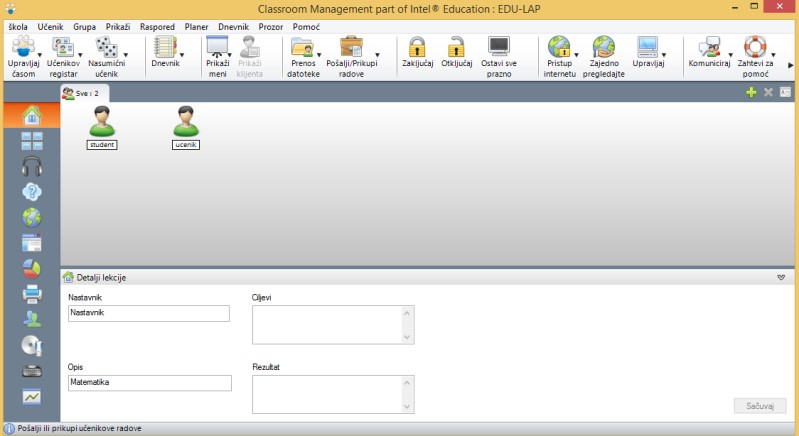 Classroom Management part of Intel® Education : EDU-LAP
škola Učenik Grupe Prikaži Raspored Planer Dnevnik Prozor Pomoć
Upravljaj časom
Učenikov registar
Nasumični učenik
Dnevnik
Prikaži meni
Prikaži klijenta
Prenos datoteke
Pošalji/Prikupi radove
Zaključaj
Otključaj
Ostavi sve prazno
Pristup internetu
Zajedno pregledajte
Upravljaj
Komuniciraj
Zahtevi za pomoć
Sve : 2
student
ucenik
Detalji lekcije
Nastavnik
Nastavnik
Ciljevi
Opis
Matematika
Rezultat
Sačuvaj
Pošalji ili prikupi učenikove radove